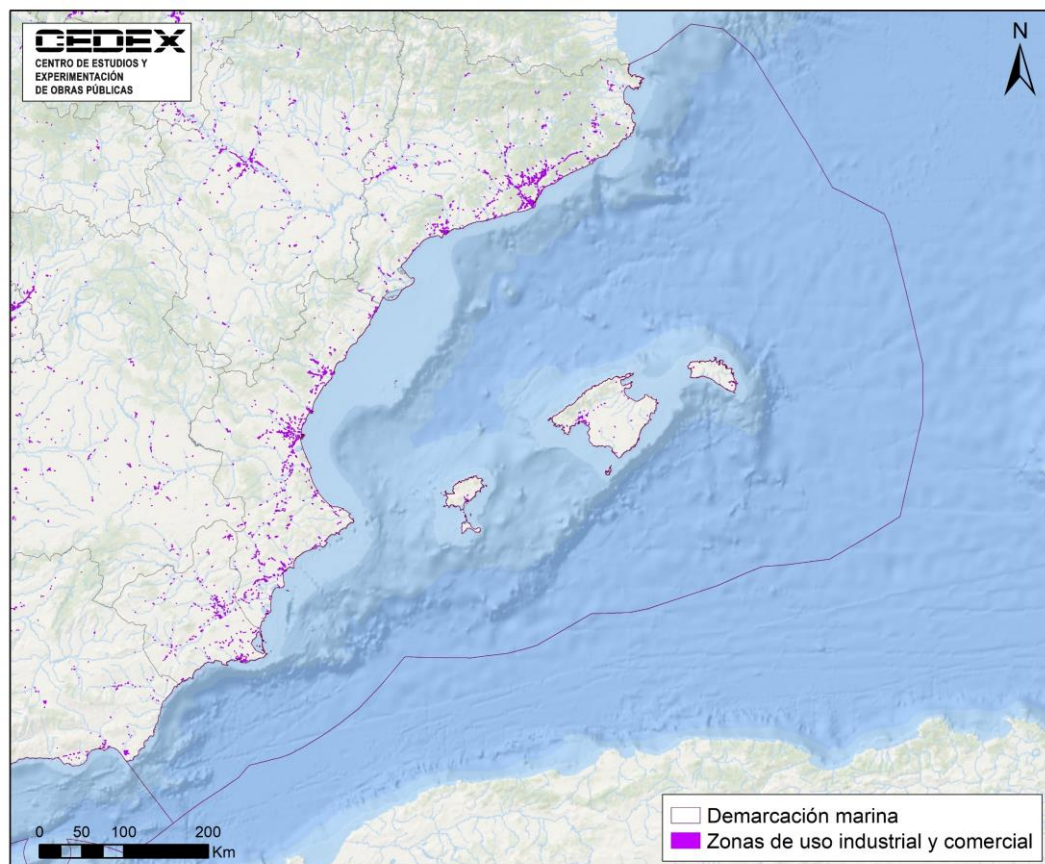 CEDEX
CENTRO DE ESTUDIOS Y
EXPERIMENTACIÓN
DE OBRAS PÚBLICAS
N
0 50 100 200
Km
Demarcación marina
Zonas de uso industrial y comercial